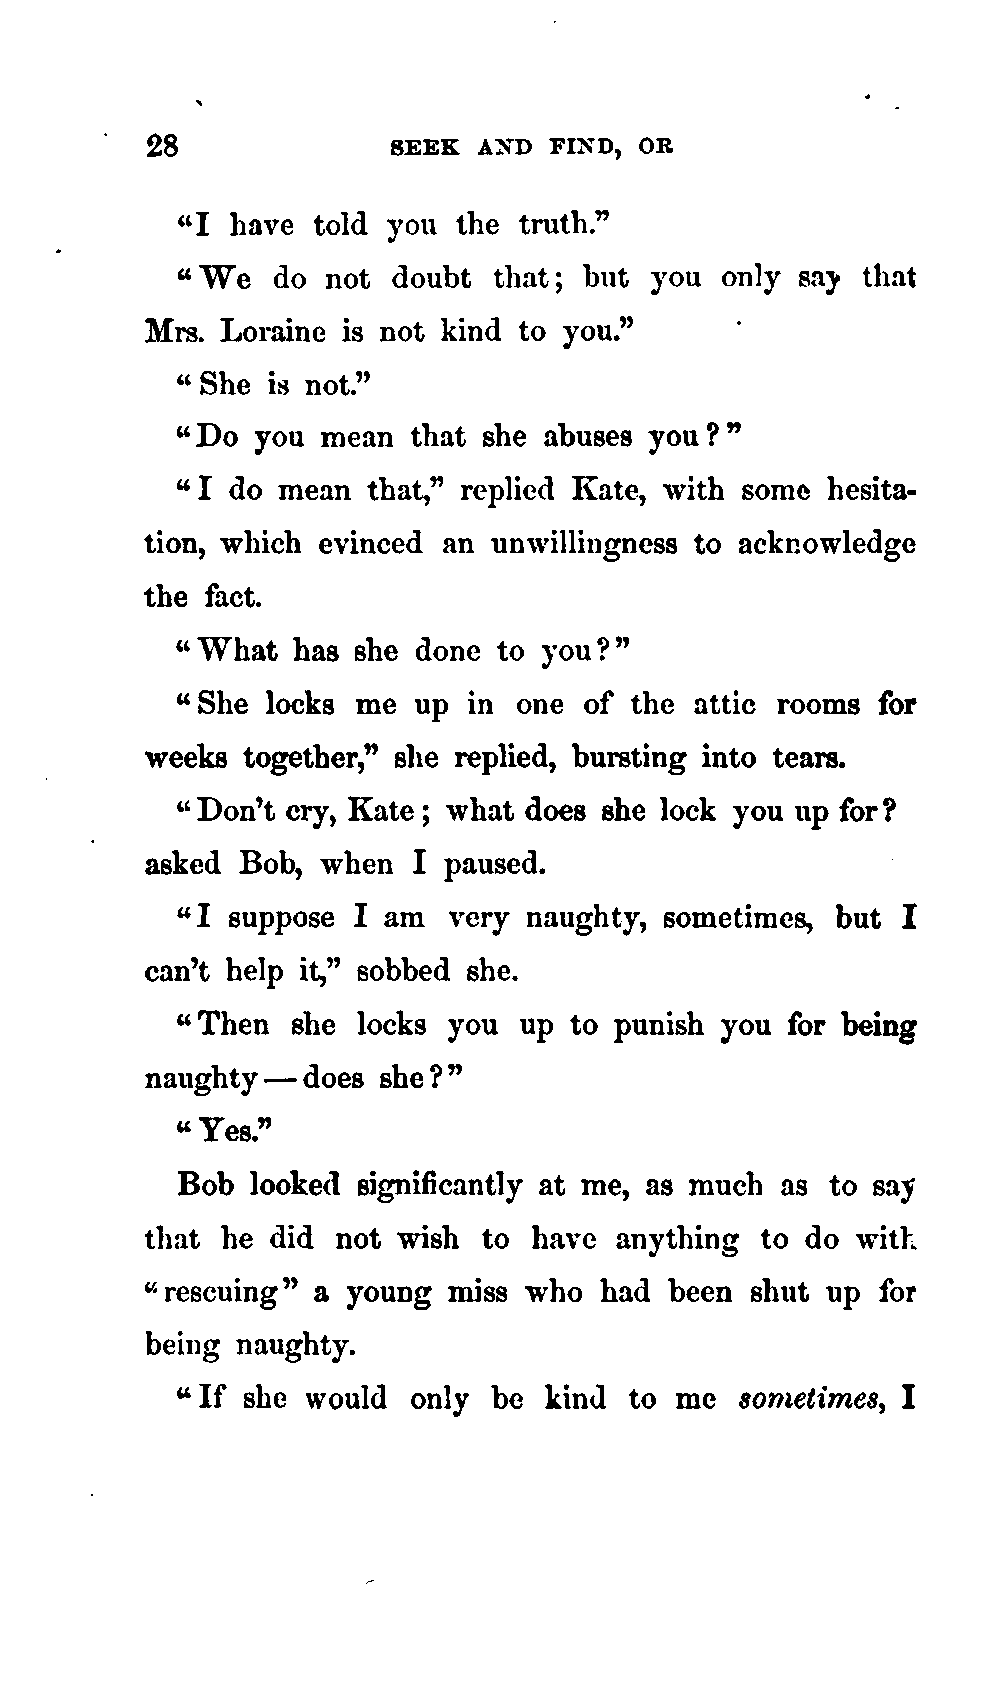 28 SEEK AND FIND, OR
"I have told you the truth."
"We do not doubt that; but you only say that
Mrs. Loraine is not kind to you."
"She is not."
"Do you mean that she abuses you?"
"I do mean that," replied Kate, with some hesita-
tion, which evinced an unwillingness to acknowledge
the fact.
"What has she done to you?"
"She locks me up in one of the attic rooms for
weeks together," she replied, bursting into tears.
"Don't cry, Kate; what does she lock you up for?
asked Bob, when I paused.
"I suppose I am very naughty, sometimes, but I
can't help it," sobbed she.
"Then she locks you up to punish you for being
naughty — does she?"
"Yes."
Bob looked significantly at me, as much as to say
that he did not wish to have anything to do with
"rescuing" a young miss who had been shut up for
being naughty.
"If she would only be kind to me sometimes, I